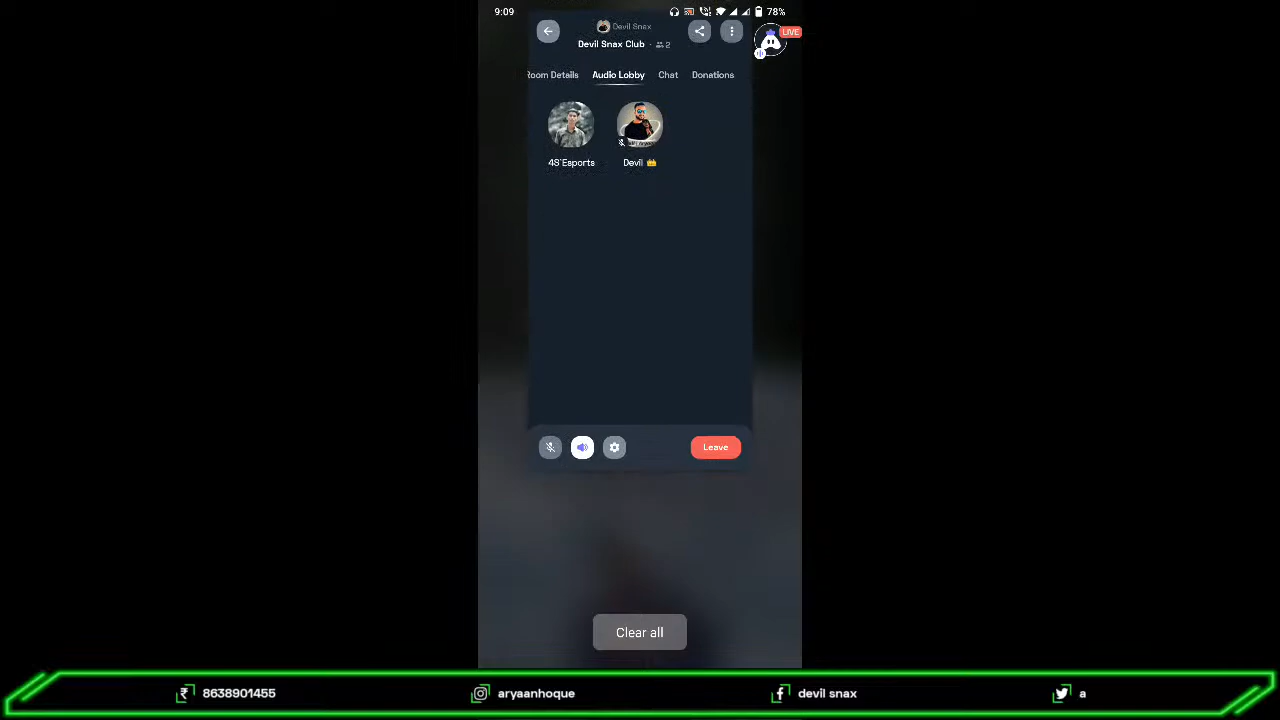 9:09
78%
LIVE
Devil Snax
Devil Snax Club · 2
Room Details Audio Lobby Chat Donations
4S'Esports Devil
Leave
Clear all
₹ 8638901455 aryaanhoque devil snax a